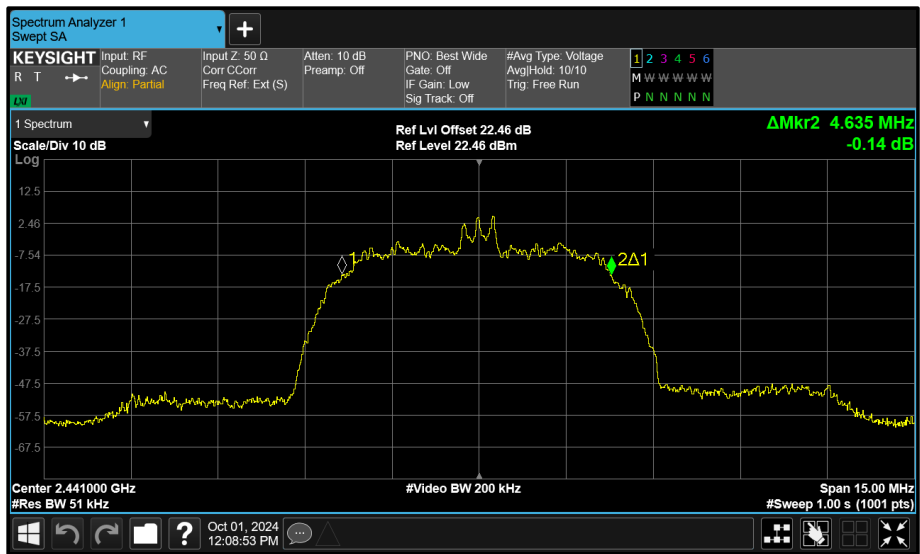 Spectrum Analyzer 1
Swept SA
+
KEYSIGHT
R T
LXI
Input: RF
Coupling: AC
Align: Partial
Input Z: 50 Ω
Corr CCorr
Freq Ref: Ext (S)
Atten: 10 dB
Preamp: Off
PNO: Best Wide
Gate: Off
IF Gain: Low
Sig Track: Off
#Avg Type: Voltage
Avg|Hold: 10/10
Trig: Free Run
1 2 3 4 5 6
M W W W W W W
P N N N N N
1 Spectrum
Scale/Div 10 dB
Log
Ref Lvl Offset 22.46 dB
Ref Level 22.46 dBm
ΔMkr2 4.635 MHz
-0.14 dB
12.5
2.46
-7.54
-17.5
-27.5
-37.5
-47.5
-57.5
-67.5
1
2Δ1
Center 2.441000 GHz
#Res BW 51 kHz
#Video BW 200 kHz
Span 15.00 MHz
#Sweep 1.00 s (1001 pts)
?
Oct 01, 2024
12:08:53 PM